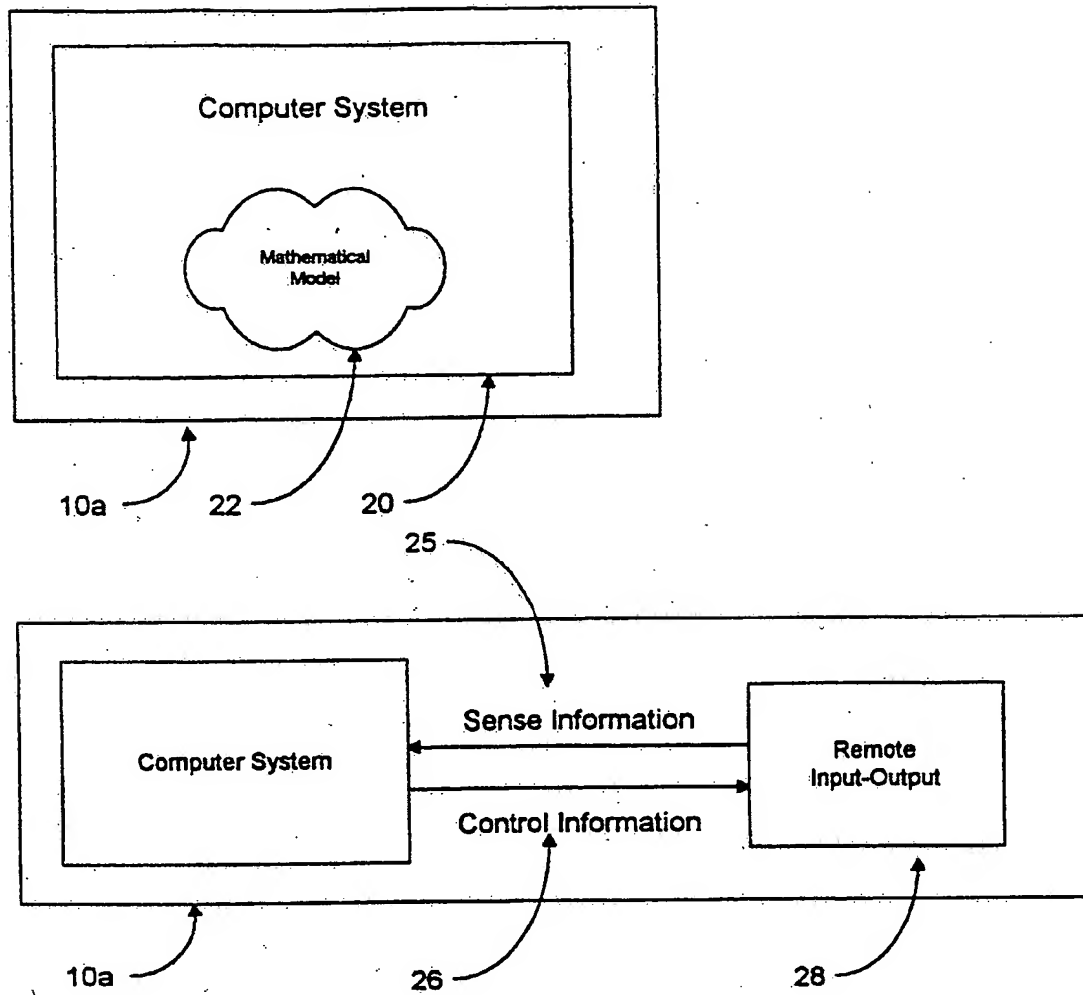 Computer System
Mathematical
Model
10a
22
20
25
Sense Information
Computer System
Remote
Input-Output
Control Information
10a
26
28